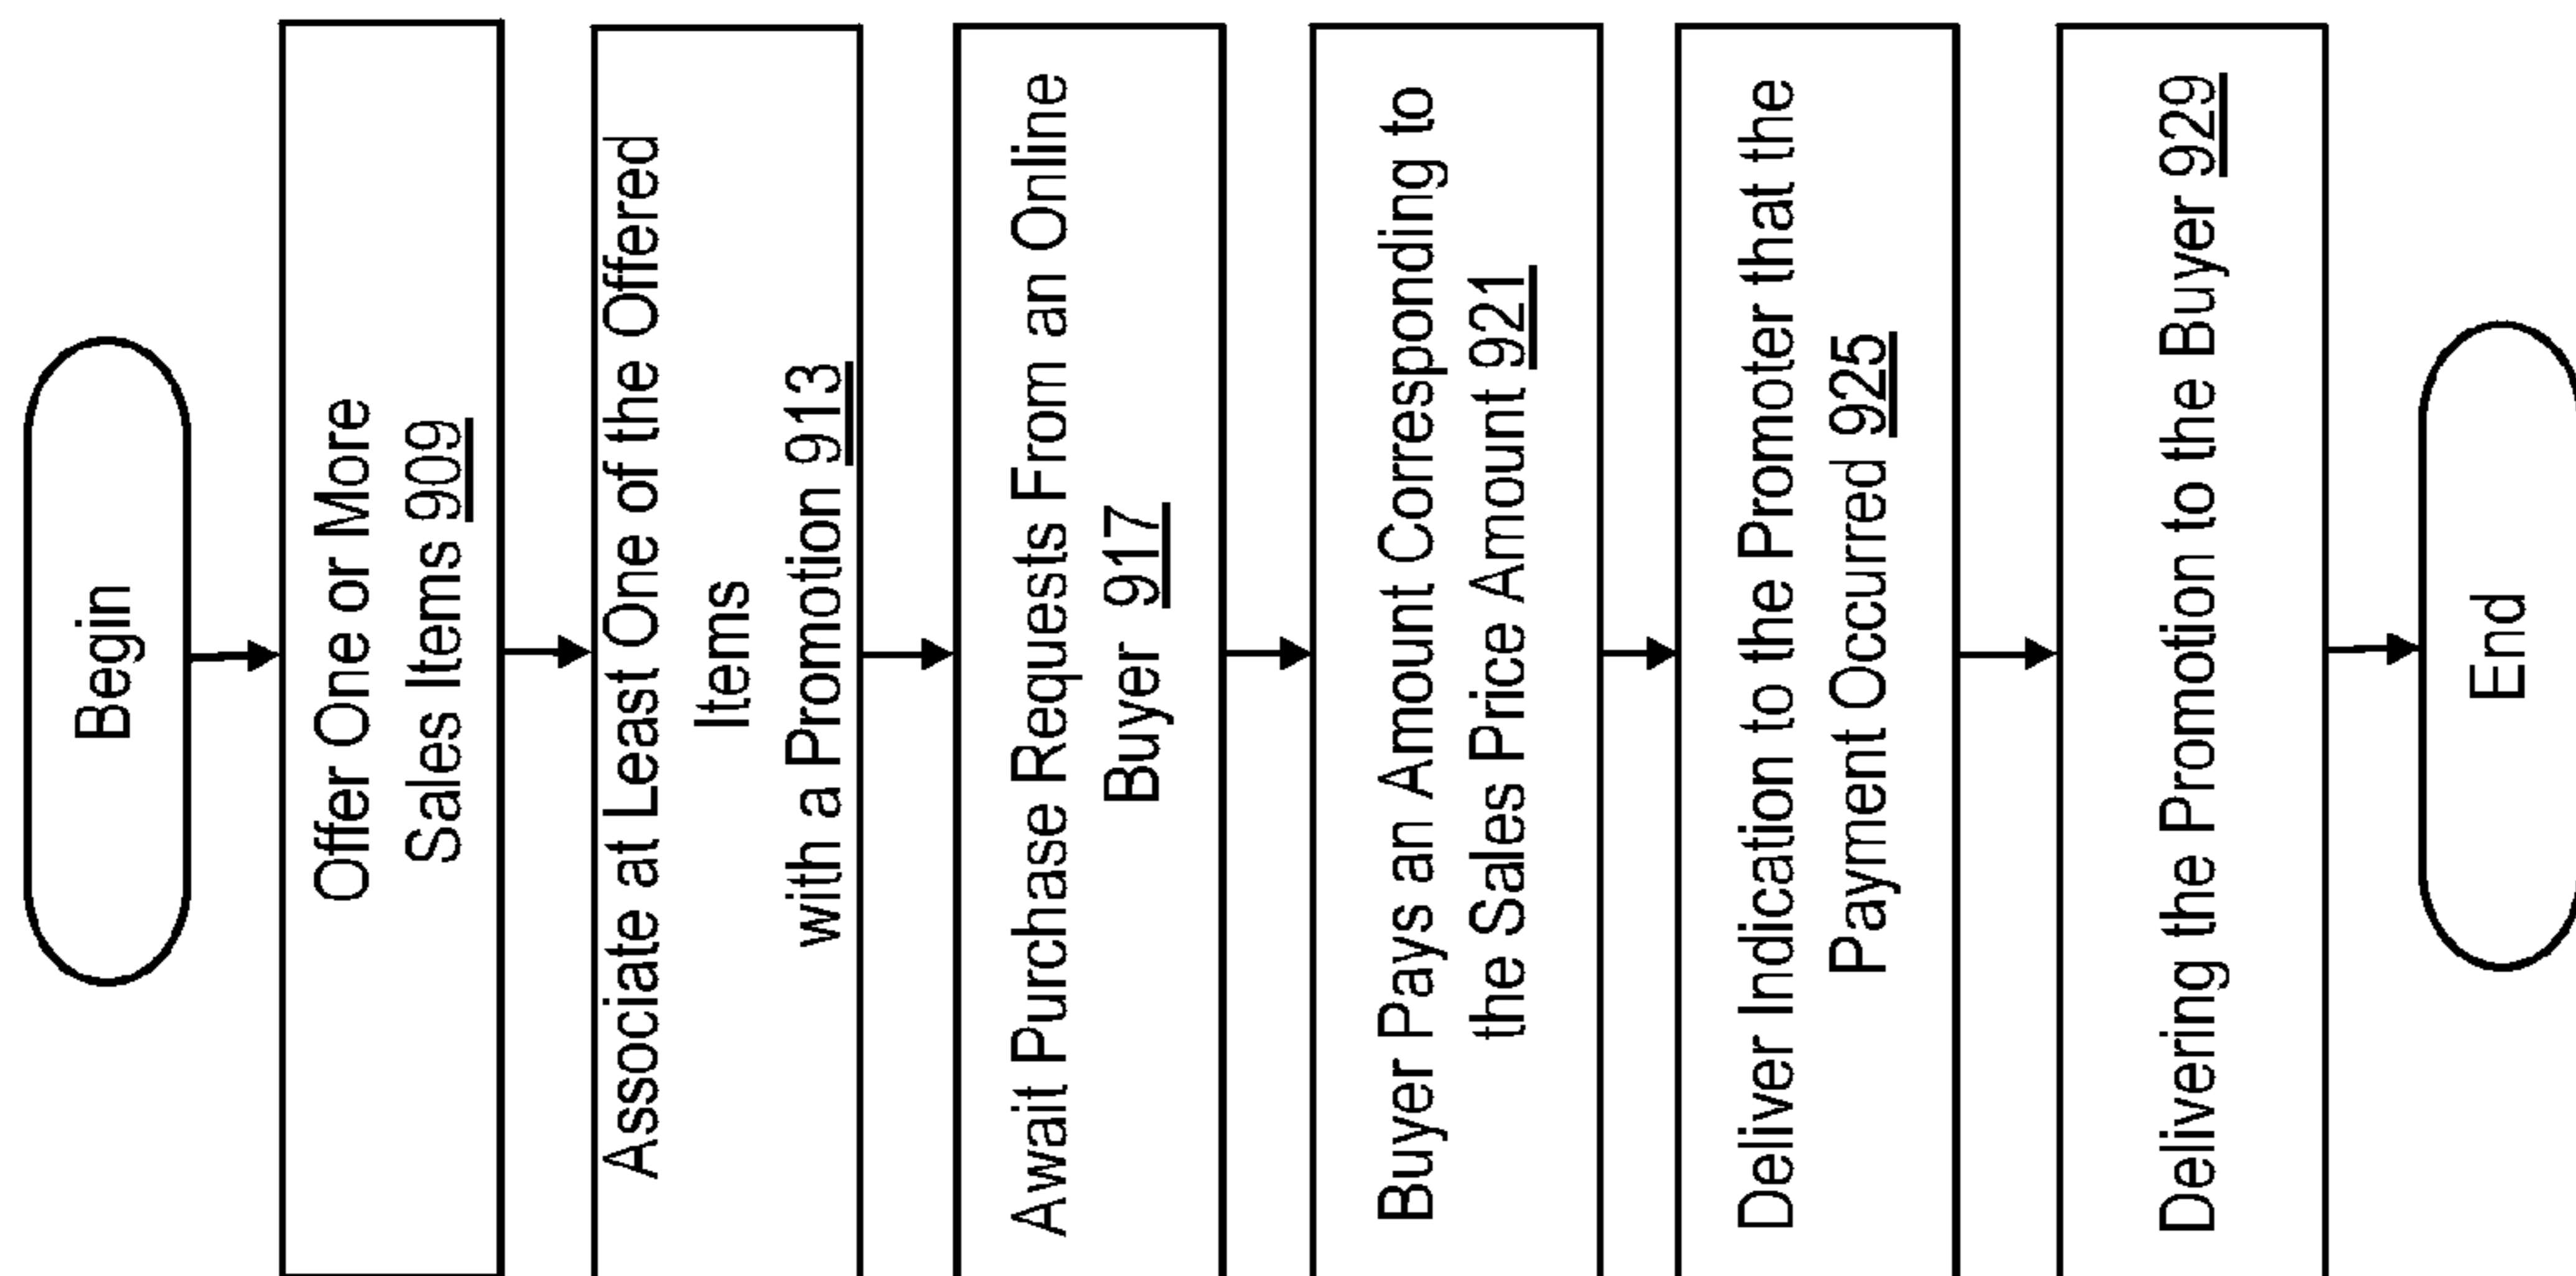 Begin
Offer One or More
Sales Items 909
Associate at Least One of the Offered
Items
with a Promotion 913
Await Purchase Requests From an Online
Buyer 917
Buyer Pays an Amount Corresponding to
the Sales Price Amount 921
Deliver Indication to the Promoter that the
Payment Occurred 925
Delivering the Promotion to the Buyer 929
End